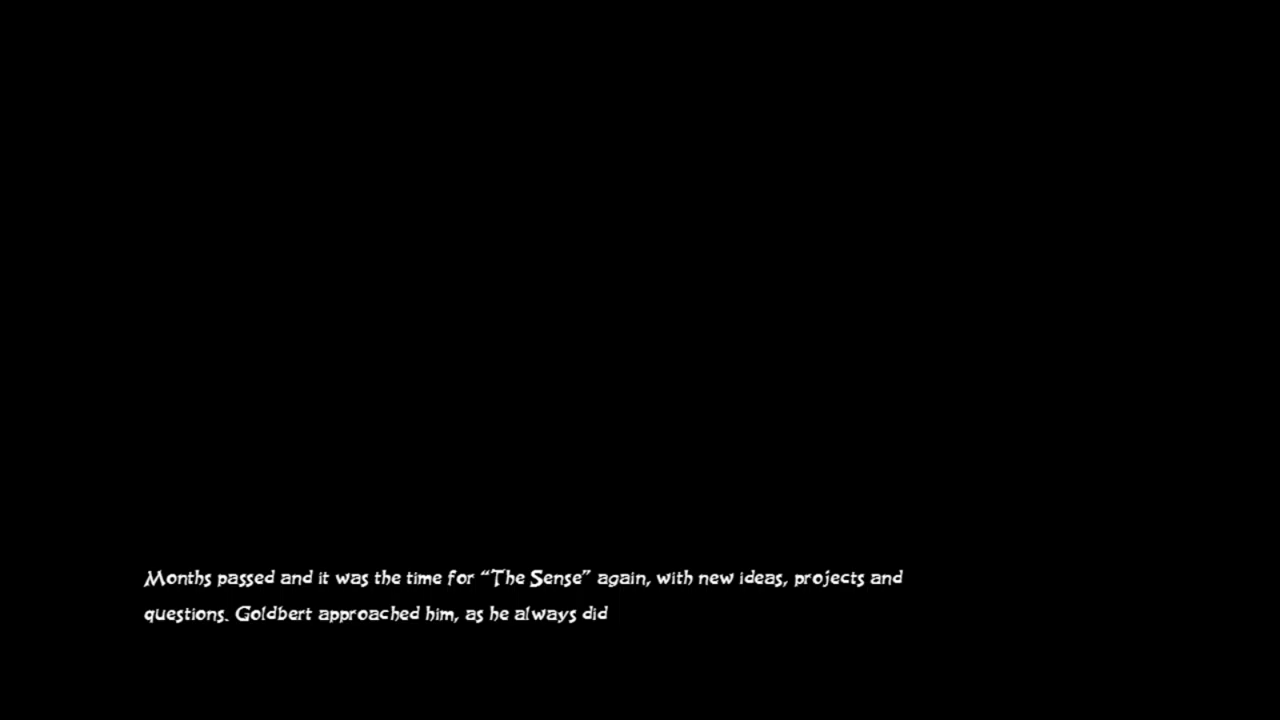 Months passed and it was the time for “The Sense” again, with new ideas, projects and
questions. Goldbert approached him, as he always did